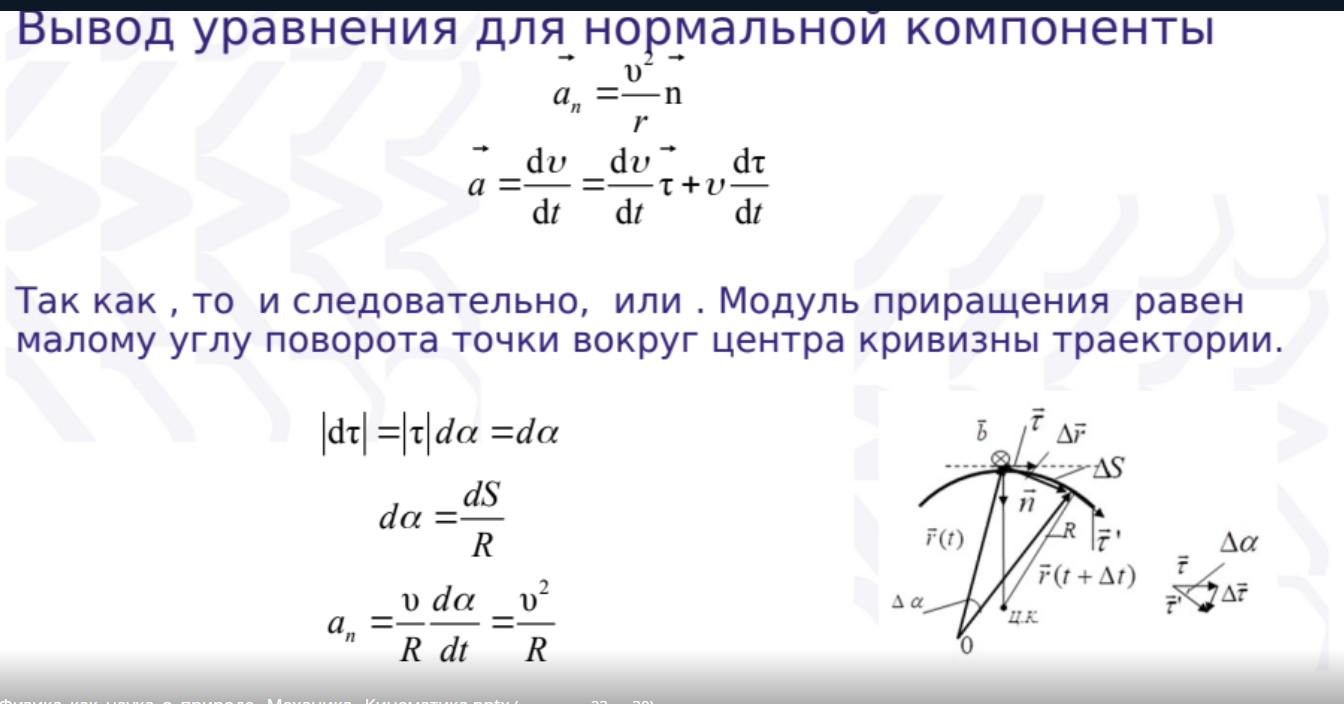 Вывод уравнения для нормальной компоненты
a⃗ₙ = υ²/r n⃗
a⃗ = dυ/dt = dυ/dt τ⃗ + υ dτ/dt
Так как , то и следовательно, или . Модуль приращения равен
малому углу поворота точки вокруг центра кривизны траектории.
|dτ| = |τ| dα = dα
dα = dS/R
aₙ = υ/R dα/dt = υ²/R
b⃗
τ⃗
Δr⃗
ΔS
n⃗
r⃗(t)
R
τ⃗'
r⃗(t + Δt)
Δα
ц.к.
0
Δα
τ⃗
τ⃗'
Δτ⃗